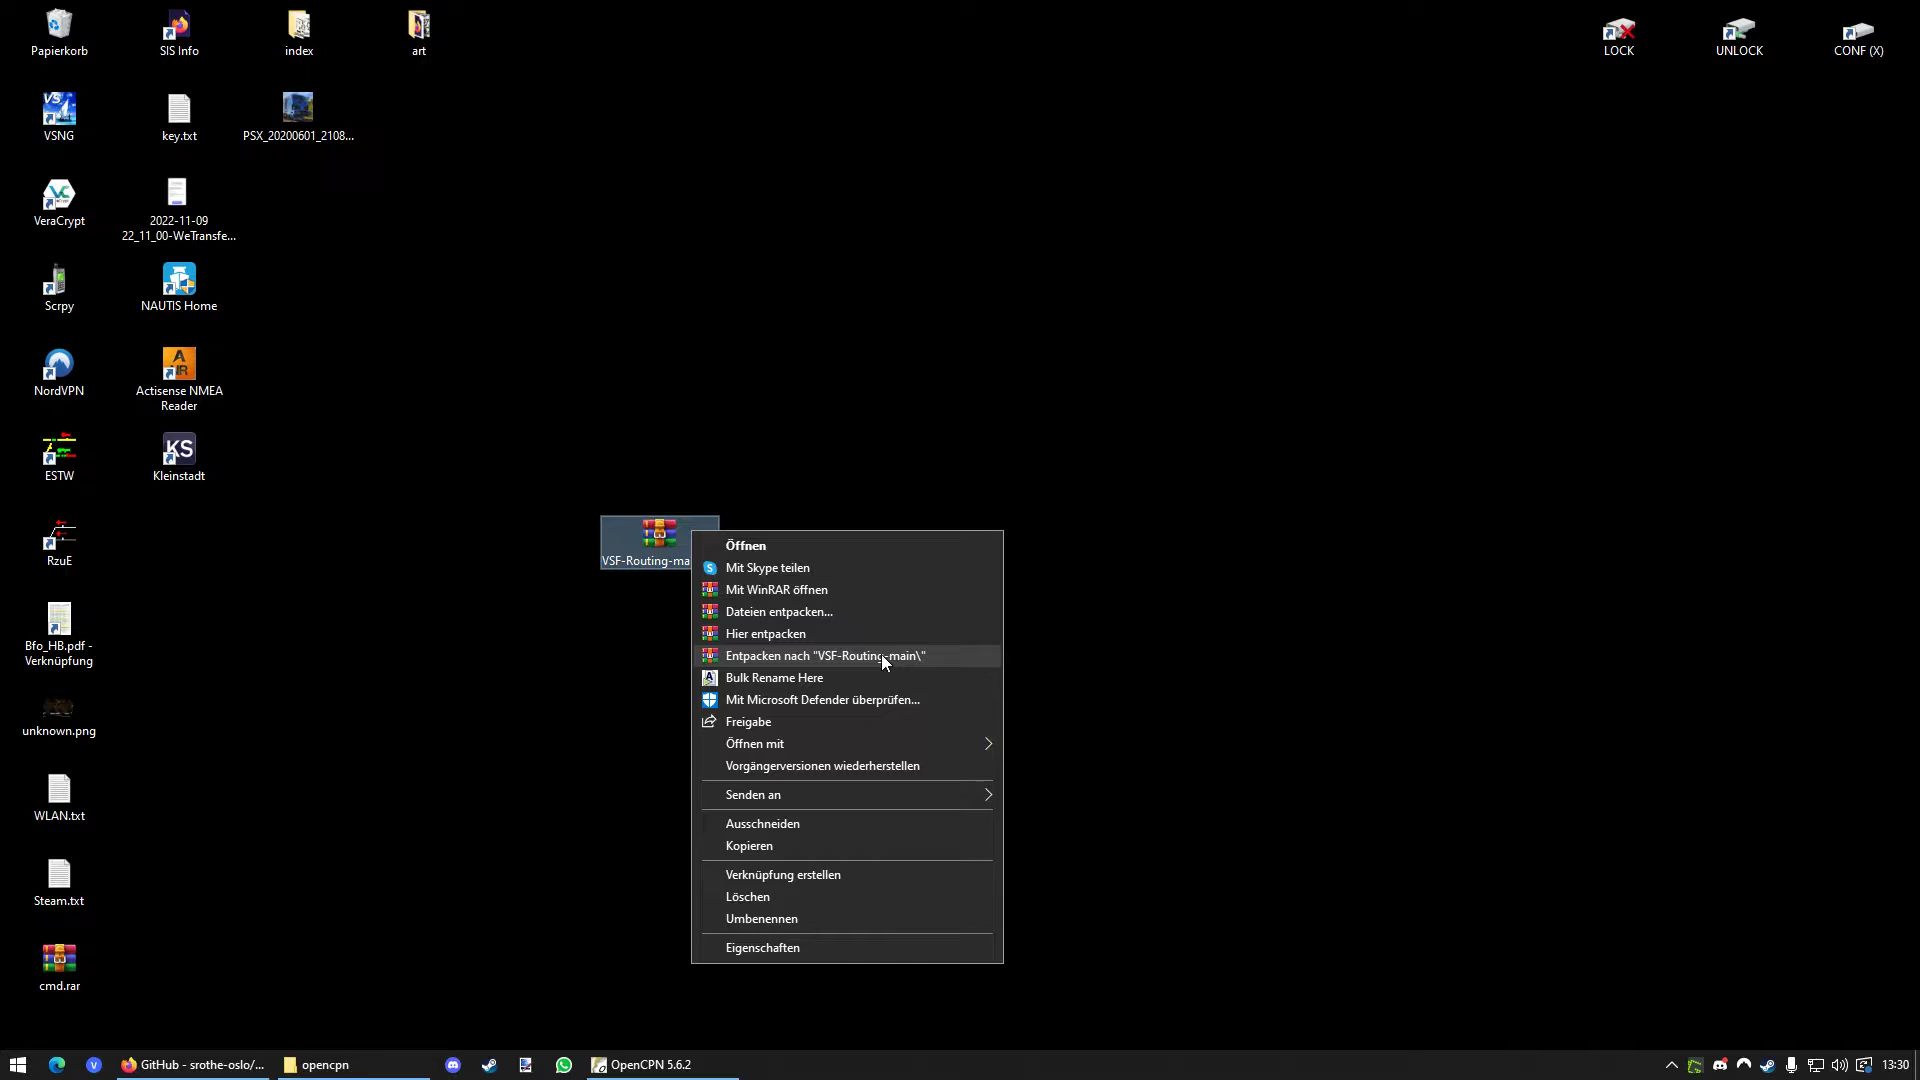 Papierkorb
SIS Info
index
art
LOCK
UNLOCK
CONF (X)
VSNG
key.txt
PSX_20200601_2108...
VeraCrypt
2022-11-09
22_11_00-WeTransfe...
Scrpy
NAUTIS Home
NordVPN
Actisense NMEA
Reader
ESTW
KS
Kleinstadt
RzuE
Bfo_HB.pdf -
Verknüpfung
unknown.png
WLAN.txt
Steam.txt
cmd.rar
VSF-Routing-ma
Öffnen
Mit Skype teilen
Mit WinRAR öffnen
Dateien entpacken...
Hier entpacken
Entpacken nach "VSF-Routing-main\"
Bulk Rename Here
Mit Microsoft Defender überprüfen...
Freigabe
Öffnen mit
Vorgängerversionen wiederherstellen
Senden an
Ausschneiden
Kopieren
Verknüpfung erstellen
Löschen
Umbenennen
Eigenschaften
GitHub - srothe-oslo/...
opencpn
OpenCPN 5.6.2
13:30